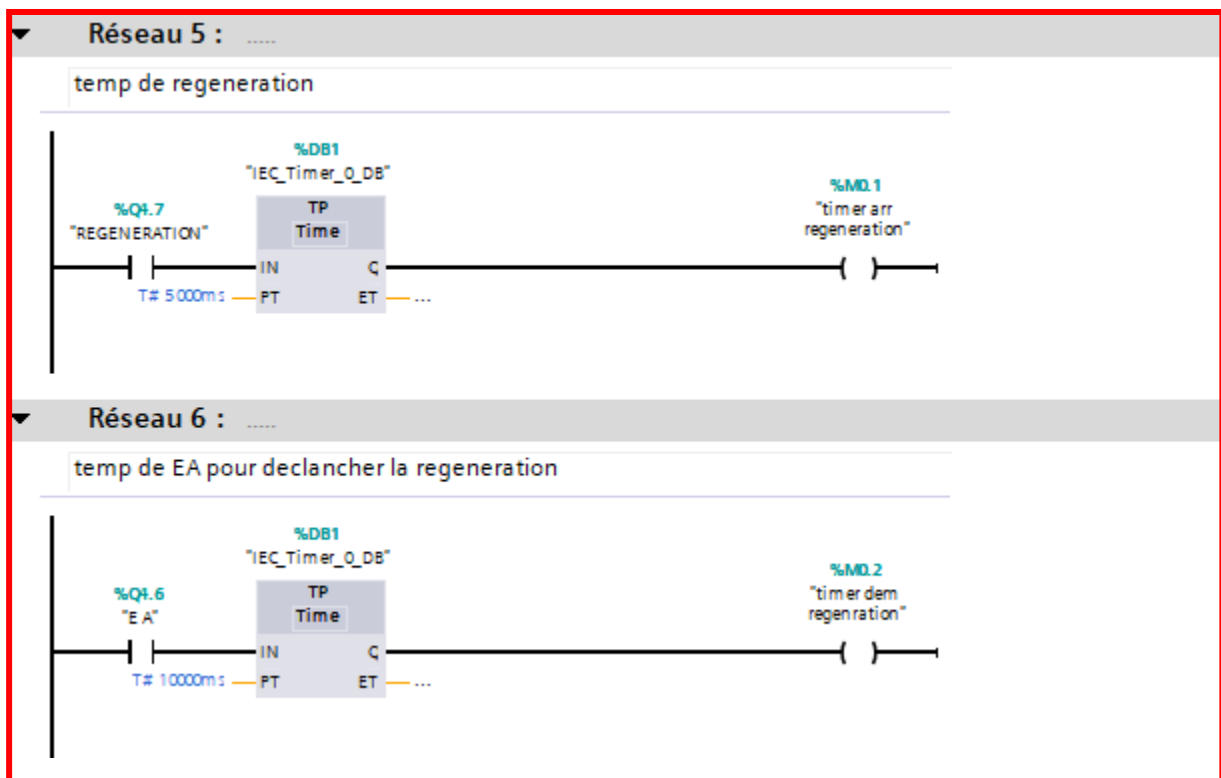 Réseau 5 : .....
temp de regeneration
%DB1
"IEC_Timer_0_DB"
%Q4.7
"REGENERATION"
TP
Time
IN
Q
T# 5000ms
PT
ET
...
%M0.1
"timer arr
regeneration"
Réseau 6 : .....
temp de EA pour declancher la regeneration
%DB1
"IEC_Timer_0_DB"
%Q4.6
"E A"
TP
Time
IN
Q
T# 10000ms
PT
ET
...
%M0.2
"timer dem
regenration"